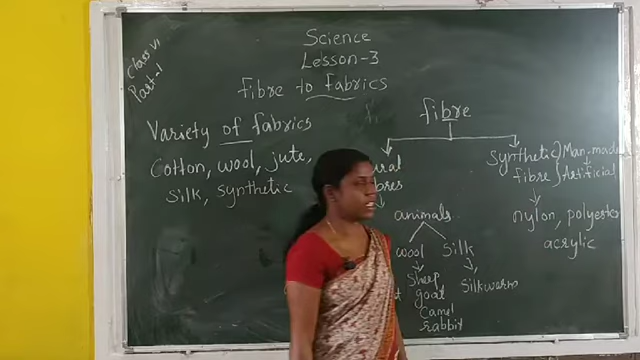 Class VI
Part-1
Science
Lesson-3
Fibre to Fabrics
Variety of fabrics
Cotton, wool, jute,
silk, synthetic
fibre
animals
wool silk
Sheep
goat
Camel
rabbit
Silkworm
Synthetic
fibre
Man-made
Artificial
nylon, polyester
acrylic